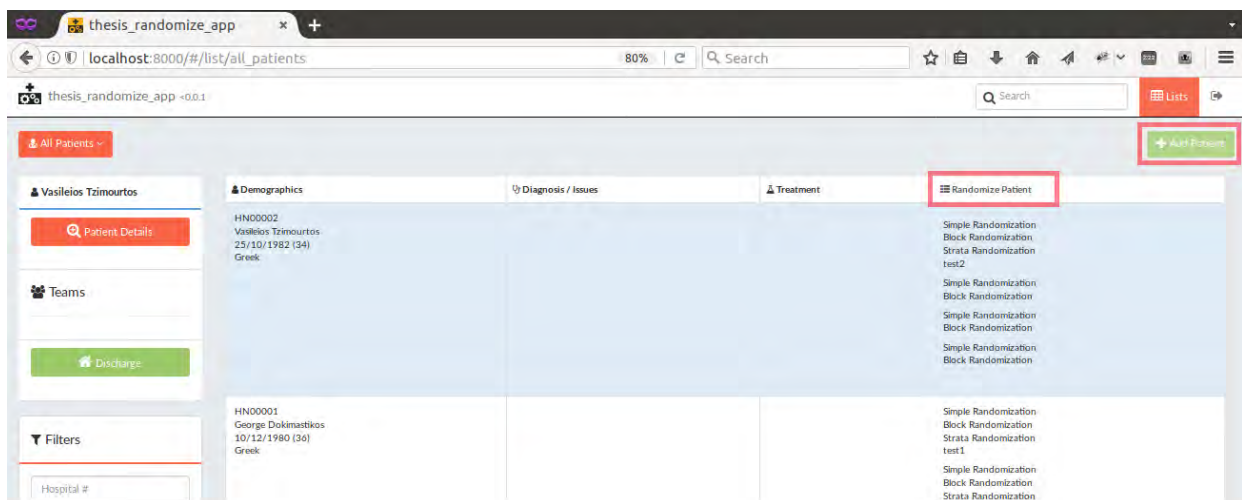 thesis_randomize_app
localhost:8000/#/list/all_patients
80%
Search
thesis_randomize_app <0.0.1
Search
Lists
All Patients
Add Patient
Vasileios Tzimourtos
Demographics
Diagnosis / Issues
Treatment
Randomize Patient
Patient Details
HN00002
Vasileios Tzimourtos
25/10/1982 (34)
Greek
Simple Randomization
Block Randomization
Strata Randomization
test2
Simple Randomization
Block Randomization
Simple Randomization
Block Randomization
Simple Randomization
Block Randomization
Teams
Discharge
HN00001
George Dokimastikos
10/12/1980 (36)
Greek
Simple Randomization
Block Randomization
Strata Randomization
test1
Simple Randomization
Block Randomization
Strata Randomization
Filters
Hospital #